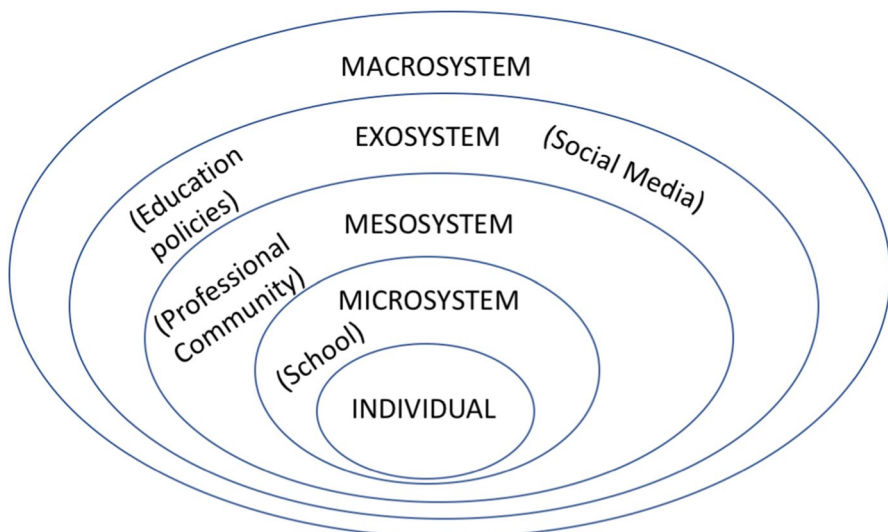 MACROSYSTEM
EXOSYSTEM
(Social Media)
(Education
policies)
MESOSYSTEM
(Professional
Community)
MICROSYSTEM
(School)
INDIVIDUAL